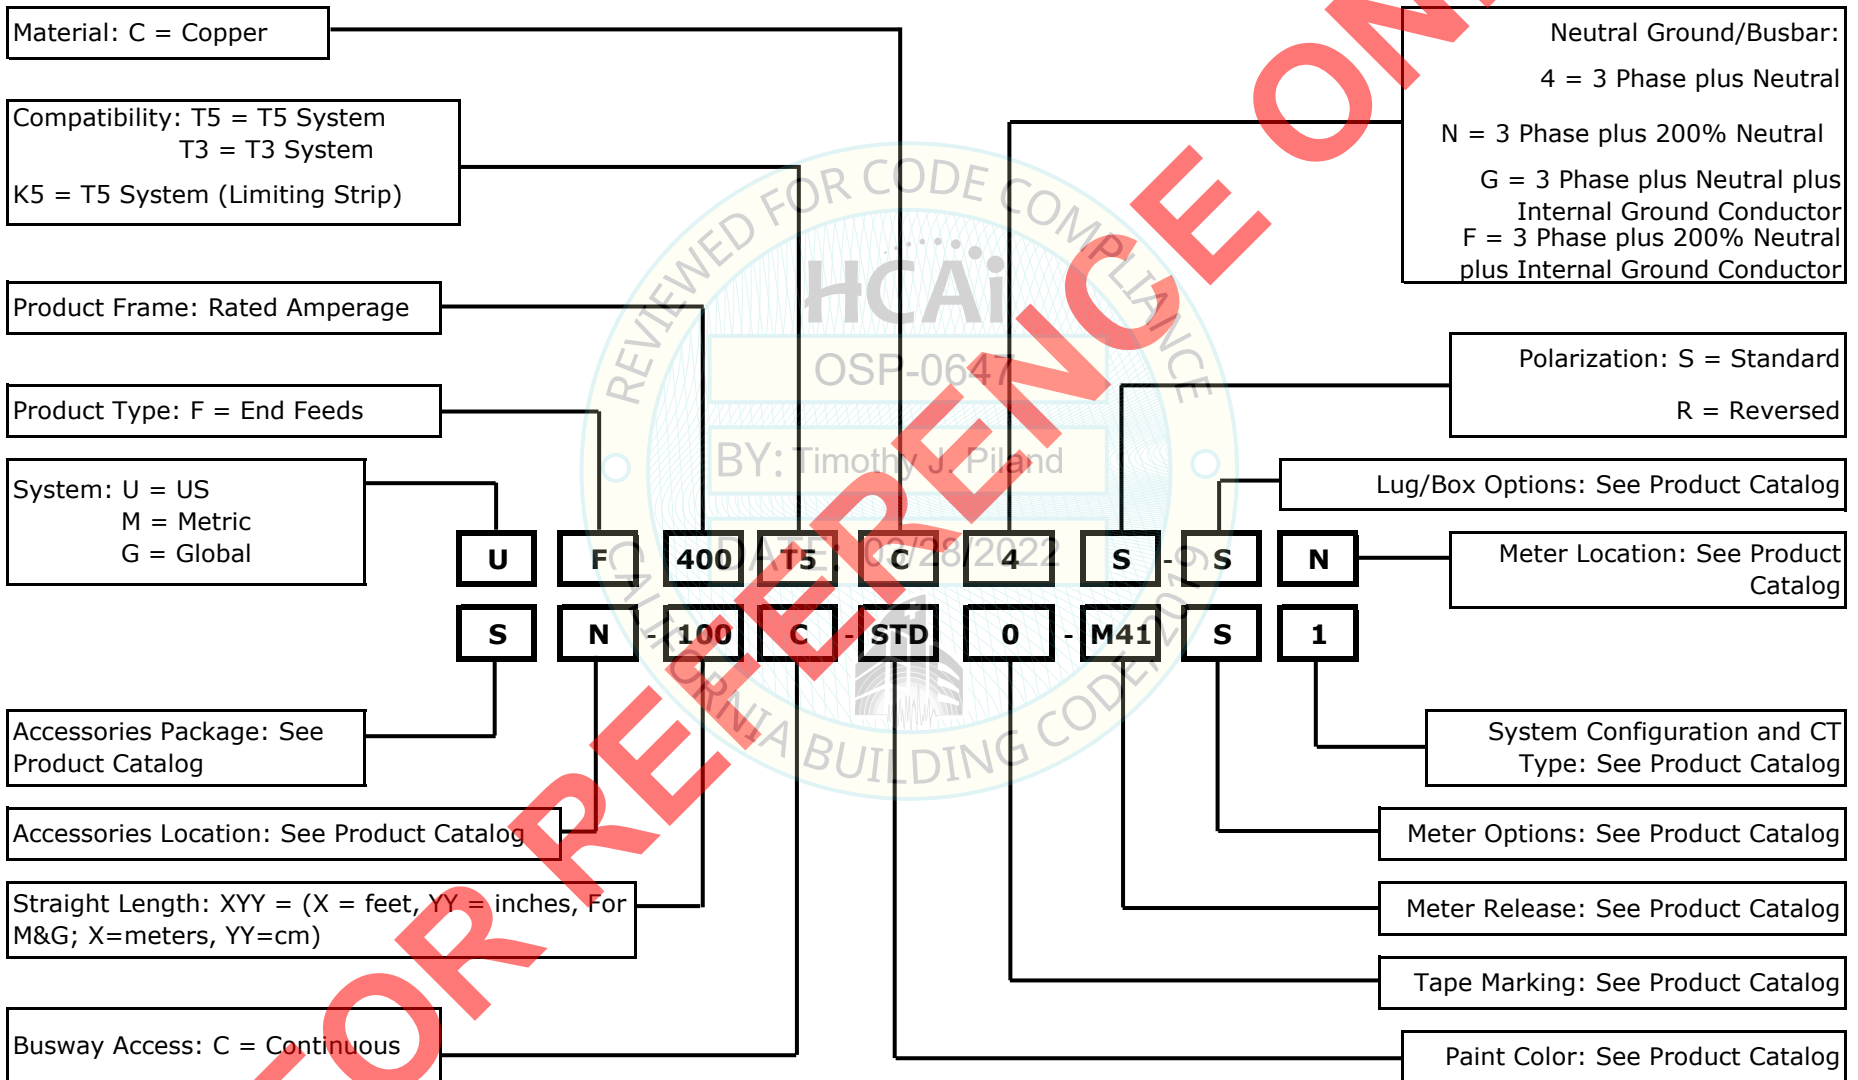 Material: C = Copper
Compatibility: T5 = T5 System
T3 = T3 System
K5 = T5 System (Limiting Strip)
Product Frame: Rated Amperage
Product Type: F = End Feeds
System: U = US
M = Metric
G = Global
Neutral Ground/Busbar:
4 = 3 Phase plus Neutral
N = 3 Phase plus 200% Neutral
G = 3 Phase plus Neutral plus
Internal Ground Conductor
F = 3 Phase plus 200% Neutral
plus Internal Ground Conductor
Polarization: S = Standard
R = Reversed
Lug/Box Options: See Product Catalog
Meter Location: See Product
Catalog
U F 400 T5 C 4 S - S N
S N - 100 C - STD 0 - M41 S 1
Accessories Package: See
Product Catalog
Accessories Location: See Product Catalog
Straight Length: XYY = (X = feet, YY = inches, For
M&G; X=meters, YY=cm)
Busway Access: C = Continuous
System Configuration and CT
Type: See Product Catalog
Meter Options: See Product Catalog
Meter Release: See Product Catalog
Tape Marking: See Product Catalog
Paint Color: See Product Catalog
REVIEWED FOR CODE COMPLIANCE
HCAi
OSP-0647
BY: Timothy J. Piland
DATE: 03/28/2022
CALIFORNIA BUILDING CODE 2019
FOR REFERENCE